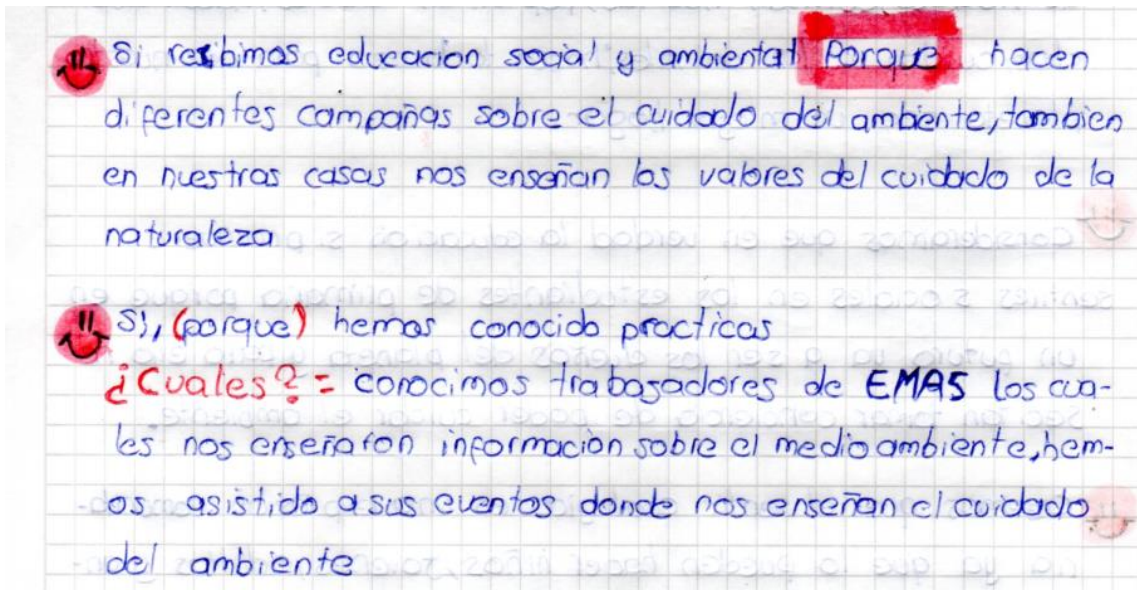 Si resibimos educacion social y ambiental Porque hacen
diferentes campañas sobre el cuidado del ambiente, tambien
en nuestras casas nos enseñan los valores del cuidado de la
naturaleza
Si, (porque) hemos conocido practicas
¿Cuales? = conocimos trabajadores de EMAS los cua-
les nos enseñaron información sobre el medio ambiente, hem-
os asistido a sus eventos donde nos enseñan el cuidado
del ambiente